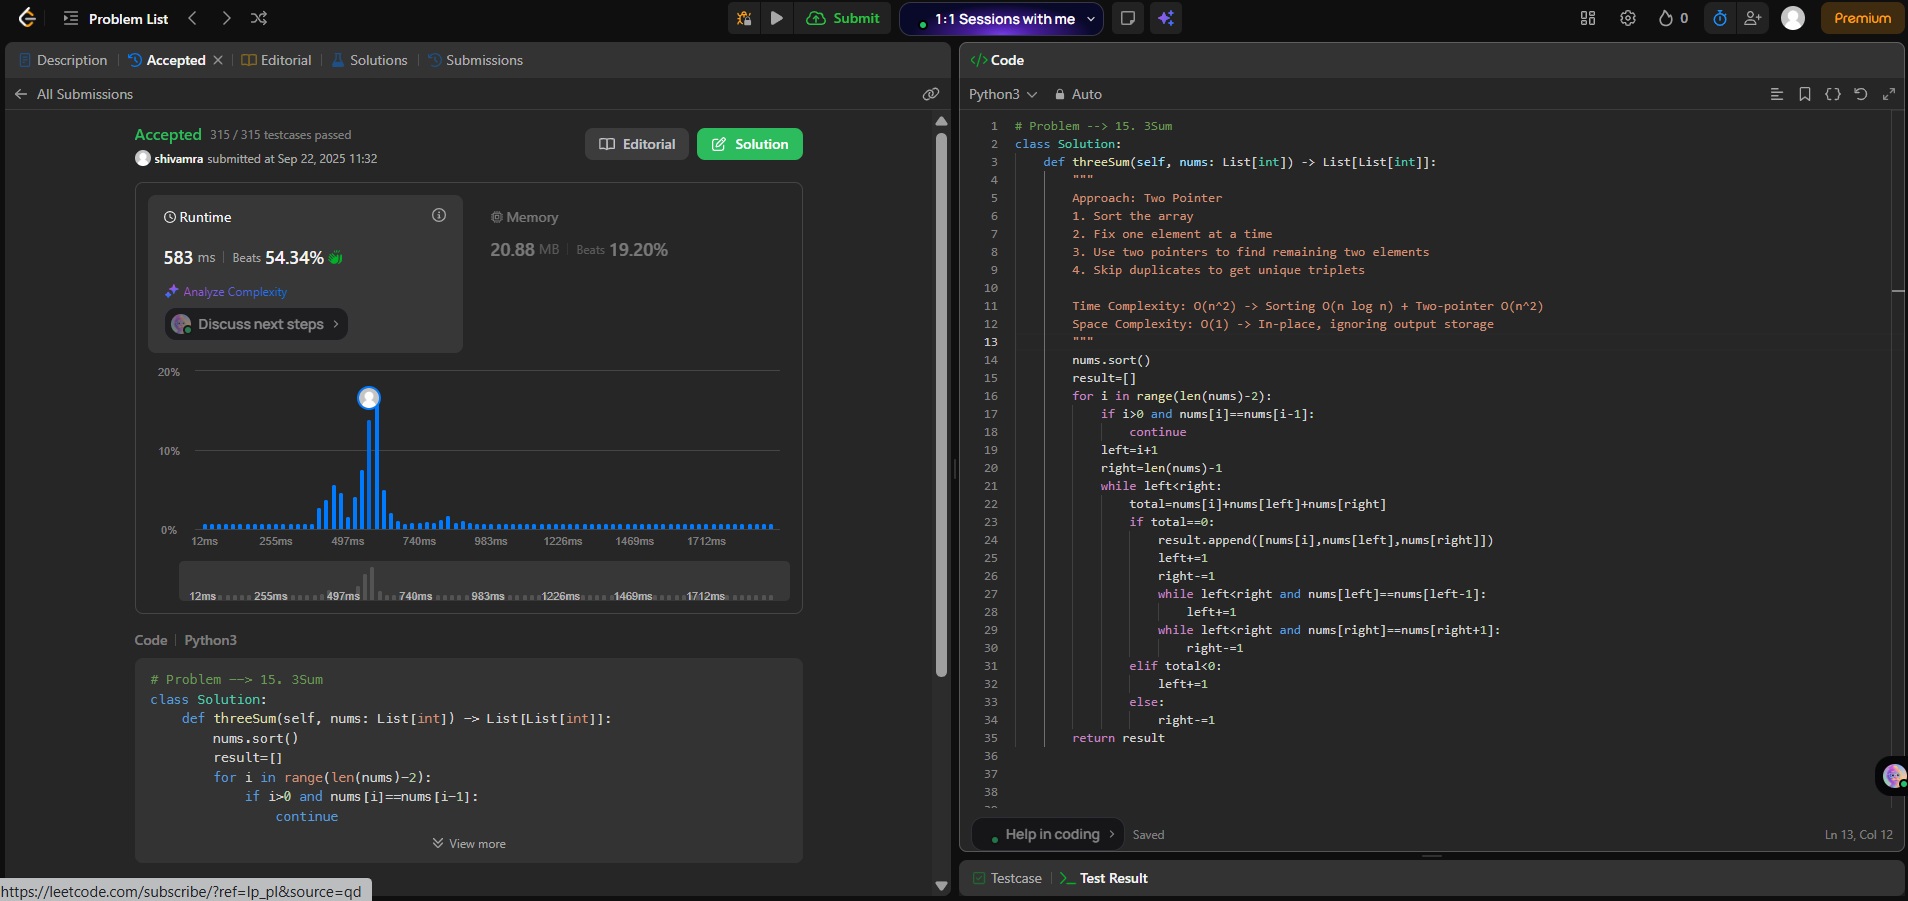 Problem List
Submit
1:1 Sessions with me
0
Premium
Description
Accepted
Editorial
Solutions
Submissions
All Submissions
Accepted 315 / 315 testcases passed
shivamra submitted at Sep 22, 2025 11:32
Editorial
Solution
Runtime
583 ms Beats 54.34%
Analyze Complexity
Discuss next steps
Memory
20.88 MB Beats 19.20%
20%
10%
0%
12ms 255ms 497ms 740ms 983ms 1226ms 1469ms 1712ms
12ms 255ms 497ms 740ms 983ms 1226ms 1469ms 1712ms
Code Python3
# Problem --> 15. 3Sum
class Solution:
def threeSum(self, nums: List[int]) -> List[List[int]]:
nums.sort()
result=[]
for i in range(len(nums)-2):
if i>0 and nums[i]==nums[i-1]:
continue
View more
https://leetcode.com/subscribe/?ref=lp_pl&source=qd
</> Code
Python3 Auto
1 # Problem --> 15. 3Sum
2 class Solution:
3 def threeSum(self, nums: List[int]) -> List[List[int]]:
4 """
5 Approach: Two Pointer
6 1. Sort the array
7 2. Fix one element at a time
8 3. Use two pointers to find remaining two elements
9 4. Skip duplicates to get unique triplets
10
11 Time Complexity: O(n^2) -> Sorting O(n log n) + Two-pointer O(n^2)
12 Space Complexity: O(1) -> In-place, ignoring output storage
13 """
14 nums.sort()
15 result=[]
16 for i in range(len(nums)-2):
17 if i>0 and nums[i]==nums[i-1]:
18 continue
19 left=i+1
20 right=len(nums)-1
21 while left<right:
22 total=nums[i]+nums[left]+nums[right]
23 if total==0:
24 result.append([nums[i],nums[left],nums[right]])
25 left+=1
26 right-=1
27 while left<right and nums[left]==nums[left-1]:
28 left+=1
29 while left<right and nums[right]==nums[right+1]:
30 right-=1
31 elif total<0:
32 left+=1
33 else:
34 right-=1
35 return result
36
37
38
Help in coding
Saved
Ln 13, Col 12
Testcase
Test Result